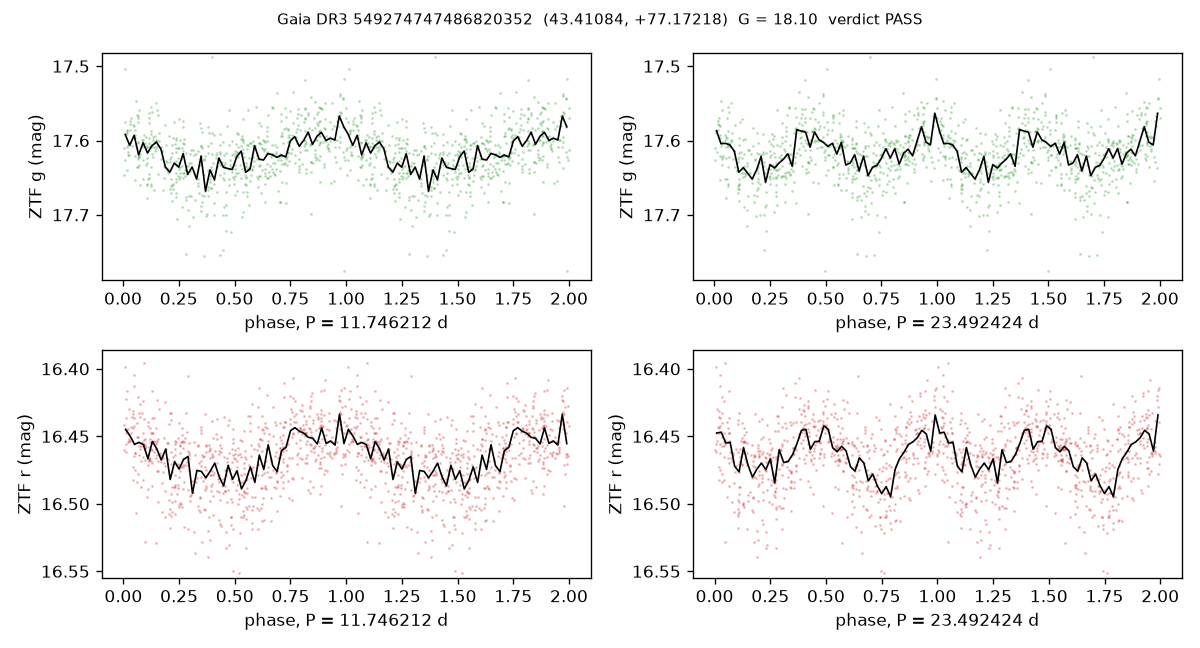 Gaia DR3 549274747486820352 (43.41084, +77.17218) G = 18.10 verdict PASS
ZTF g (mag)
17.5
17.6
17.7
0.00 0.25 0.50 0.75 1.00 1.25 1.50 1.75 2.00
phase, P = 11.746212 d
ZTF g (mag)
17.5
17.6
17.7
0.00 0.25 0.50 0.75 1.00 1.25 1.50 1.75 2.00
phase, P = 23.492424 d
ZTF r (mag)
16.40
16.45
16.50
16.55
0.00 0.25 0.50 0.75 1.00 1.25 1.50 1.75 2.00
phase, P = 11.746212 d
ZTF r (mag)
16.40
16.45
16.50
16.55
0.00 0.25 0.50 0.75 1.00 1.25 1.50 1.75 2.00
phase, P = 23.492424 d